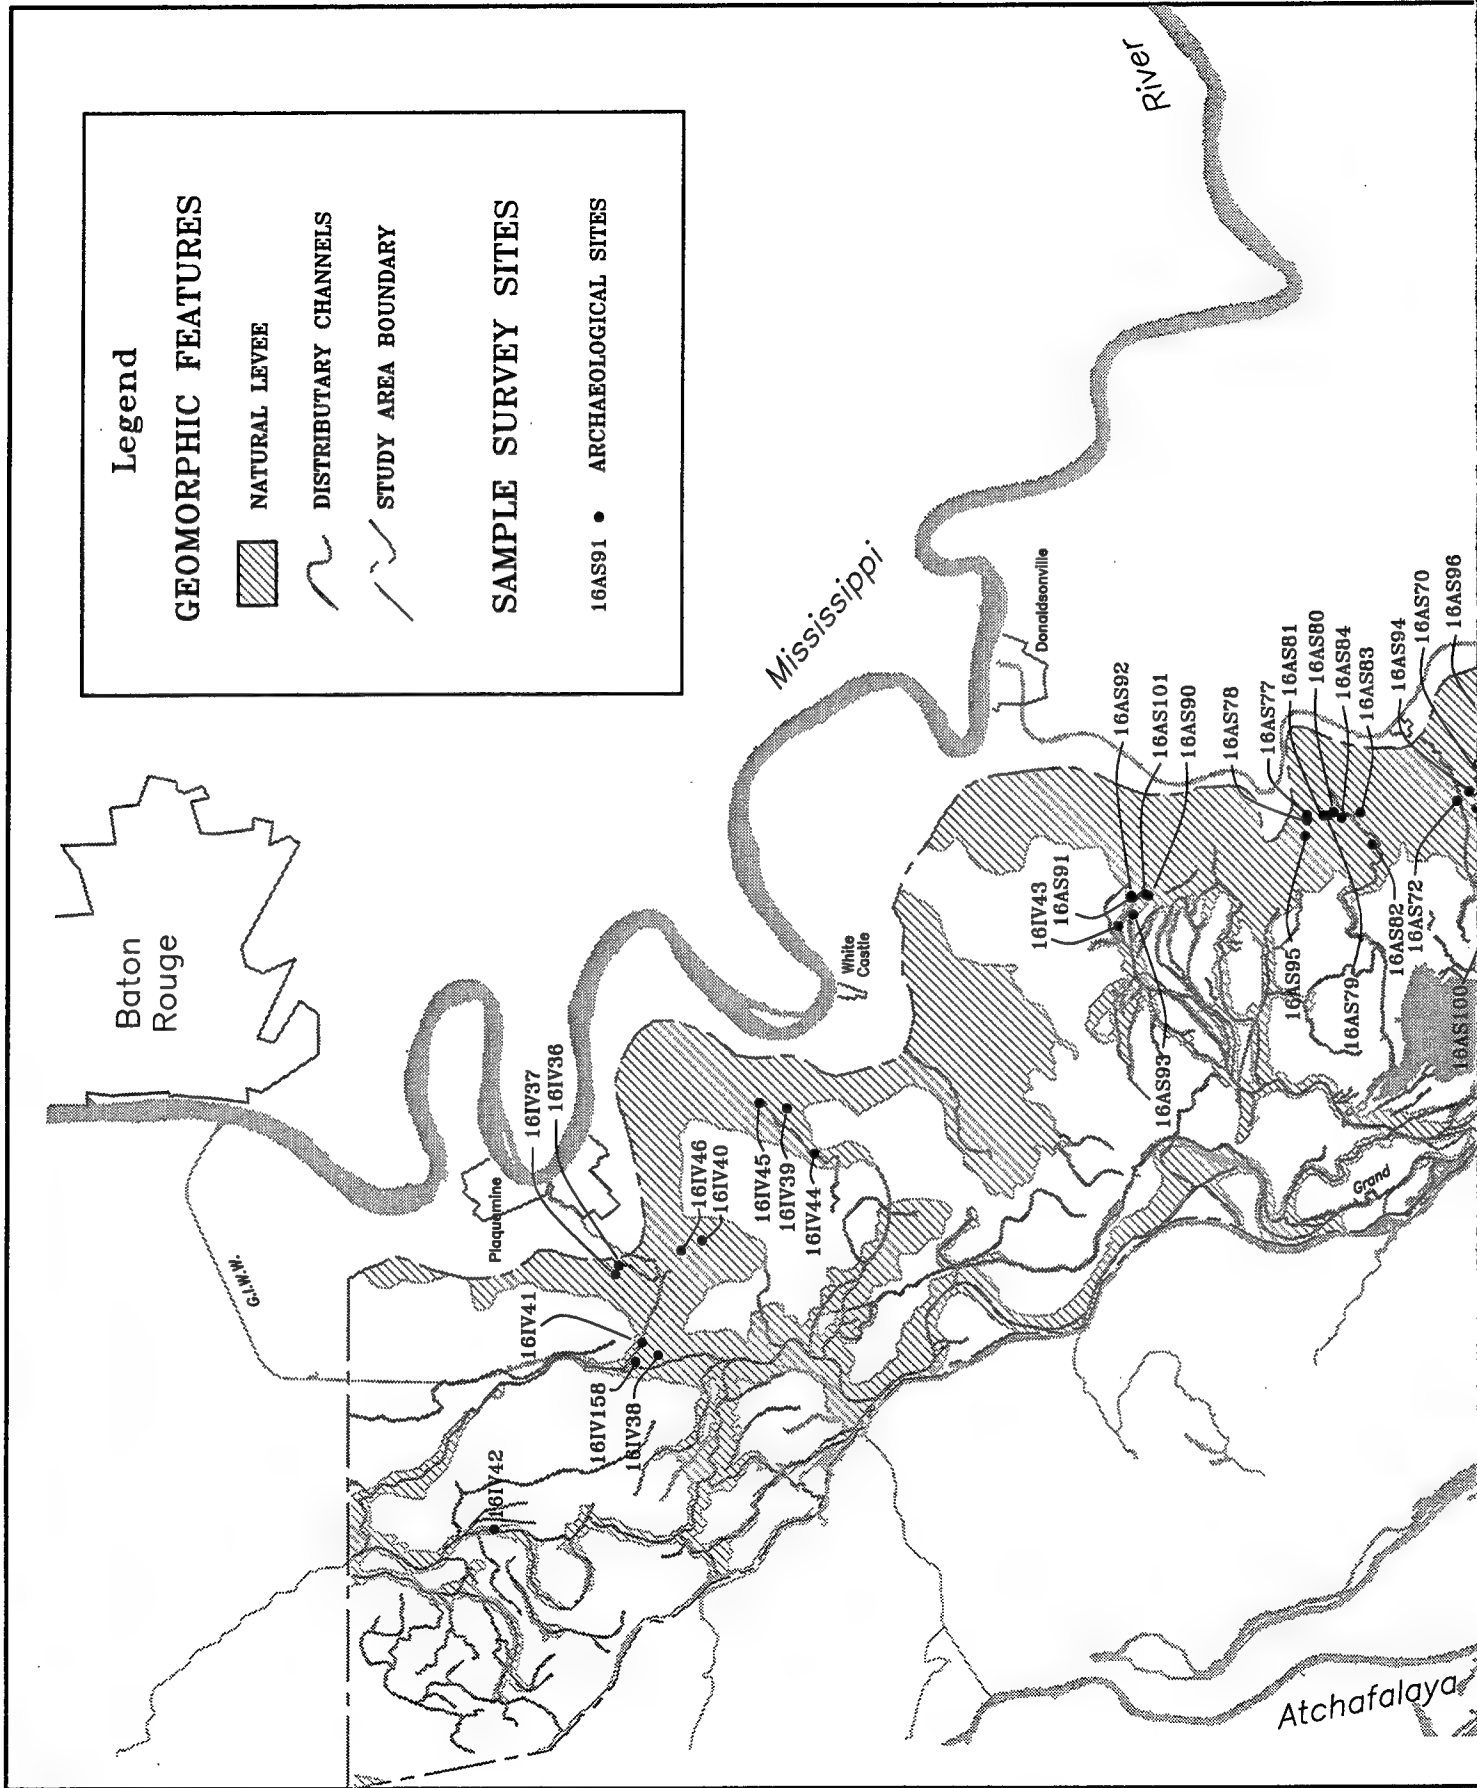 Legend
GEOMORPHIC FEATURES
NATURAL LEVEE
DISTRIBUTARY CHANNELS
STUDY AREA BOUNDARY
SAMPLE SURVEY SITES
16AS91 • ARCHAEOLOGICAL SITES
Baton
Rouge
G.I.W.W.
Plaquemine
White
Castle
Mississippi
Donaldsonville
River
Grand
Atchafalaya
16IV37
16IV36
16IV41
16IV158
16IV38
16IV42
16IV46
16IV40
16IV45
16IV39
16IV44
16IV43
16AS91
16AS92
16AS101
16AS90
16AS93
16AS78
16AS77
16AS81
16AS80
16AS84
16AS83
16AS94
16AS70
16AS96
16AS95
16AS79
16AS82
16AS72
16AS100